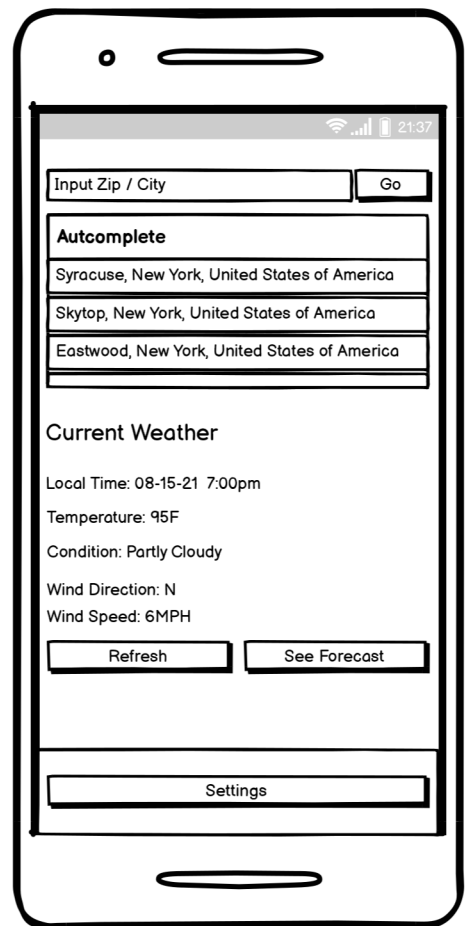 21:37
Input Zip / City
Go
Autcomplete
Syracuse, New York, United States of America
Skytop, New York, United States of America
Eastwood, New York, United States of America
Current Weather
Local Time: 08-15-21 7:00pm
Temperature: 95F
Condition: Partly Cloudy
Wind Direction: N
Wind Speed: 6MPH
Refresh
See Forecast
Settings